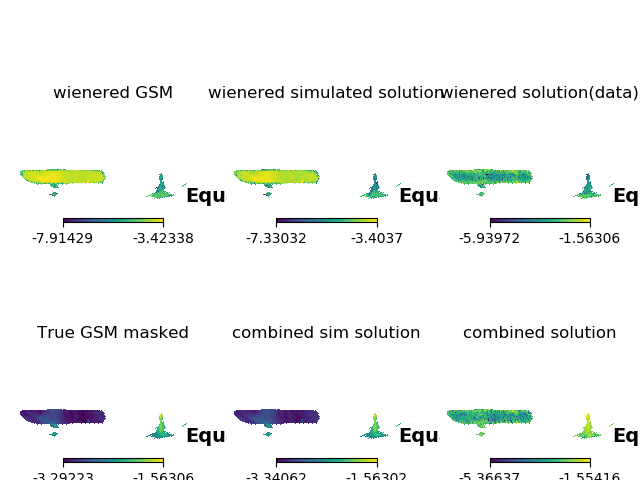 wienered GSM wienered simulated solution wienered solution(data)
Equ Equ Eq
-7.91429 -3.42338 -7.33032 -3.4037 -5.93972 -1.56306
True GSM masked combined sim solution combined solution
Equ Equ Eq
-3.29223 -1.56306 -3.34062 -1.56302 -5.36637 -1.55416